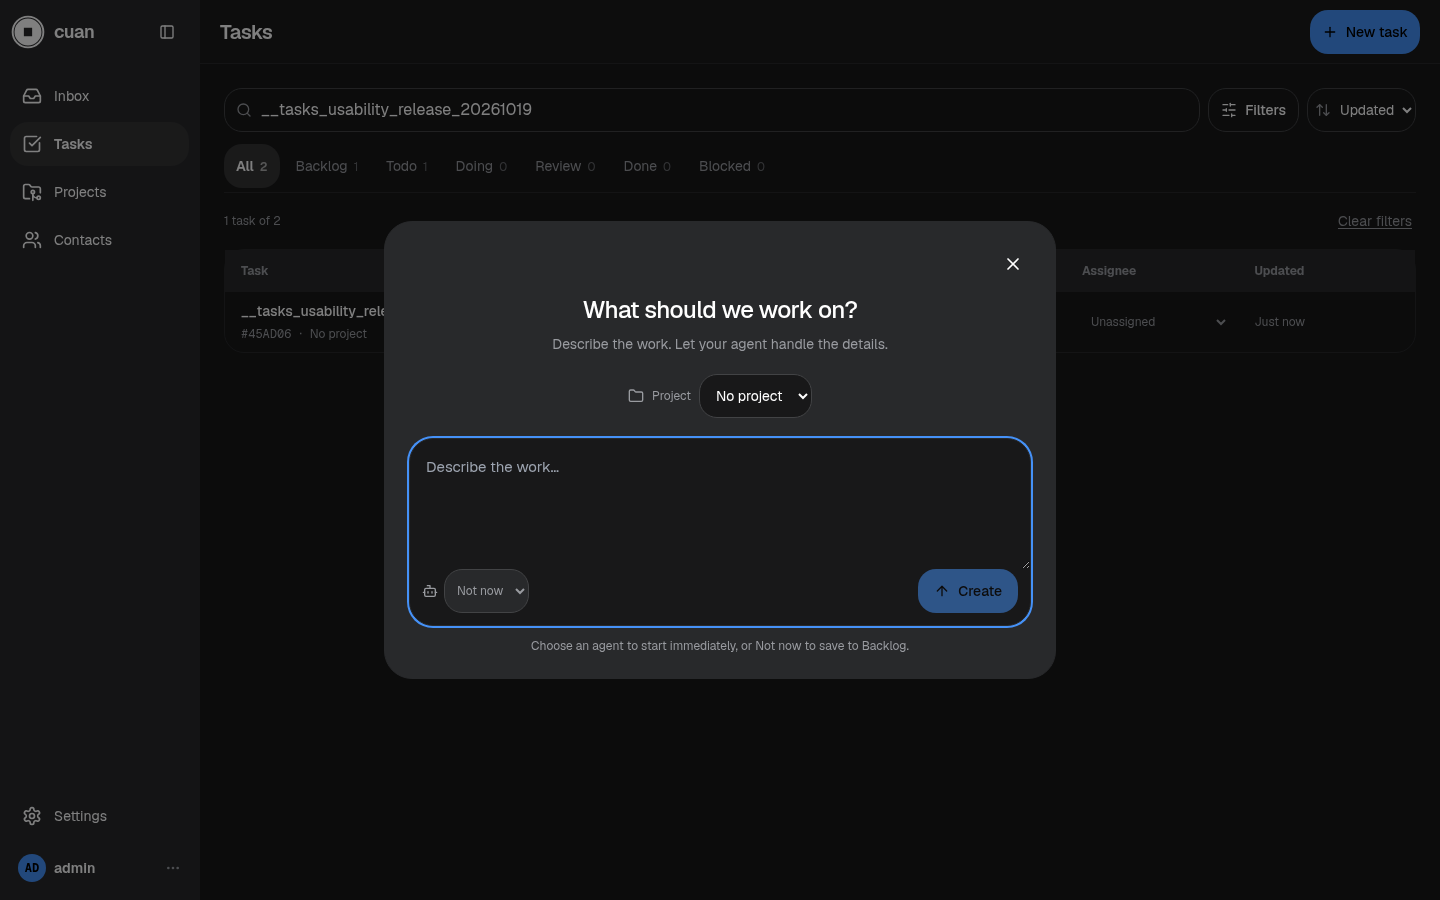 cuan
Tasks
New task
Inbox
Tasks
Projects
Contacts
__tasks_usability_release_20261019
Filters
Updated
All 2
Backlog 1
Todo 1
Doing 0
Review 0
Done 0
Blocked 0
1 task of 2
Clear filters
Task
Assignee
Updated
__tasks_usability_rele
#45AD06 · No project
Unassigned
Just now
What should we work on?
Describe the work. Let your agent handle the details.
Project
No project
Describe the work...
Not now
Create
Choose an agent to start immediately, or Not now to save to Backlog.
Settings
AD
admin